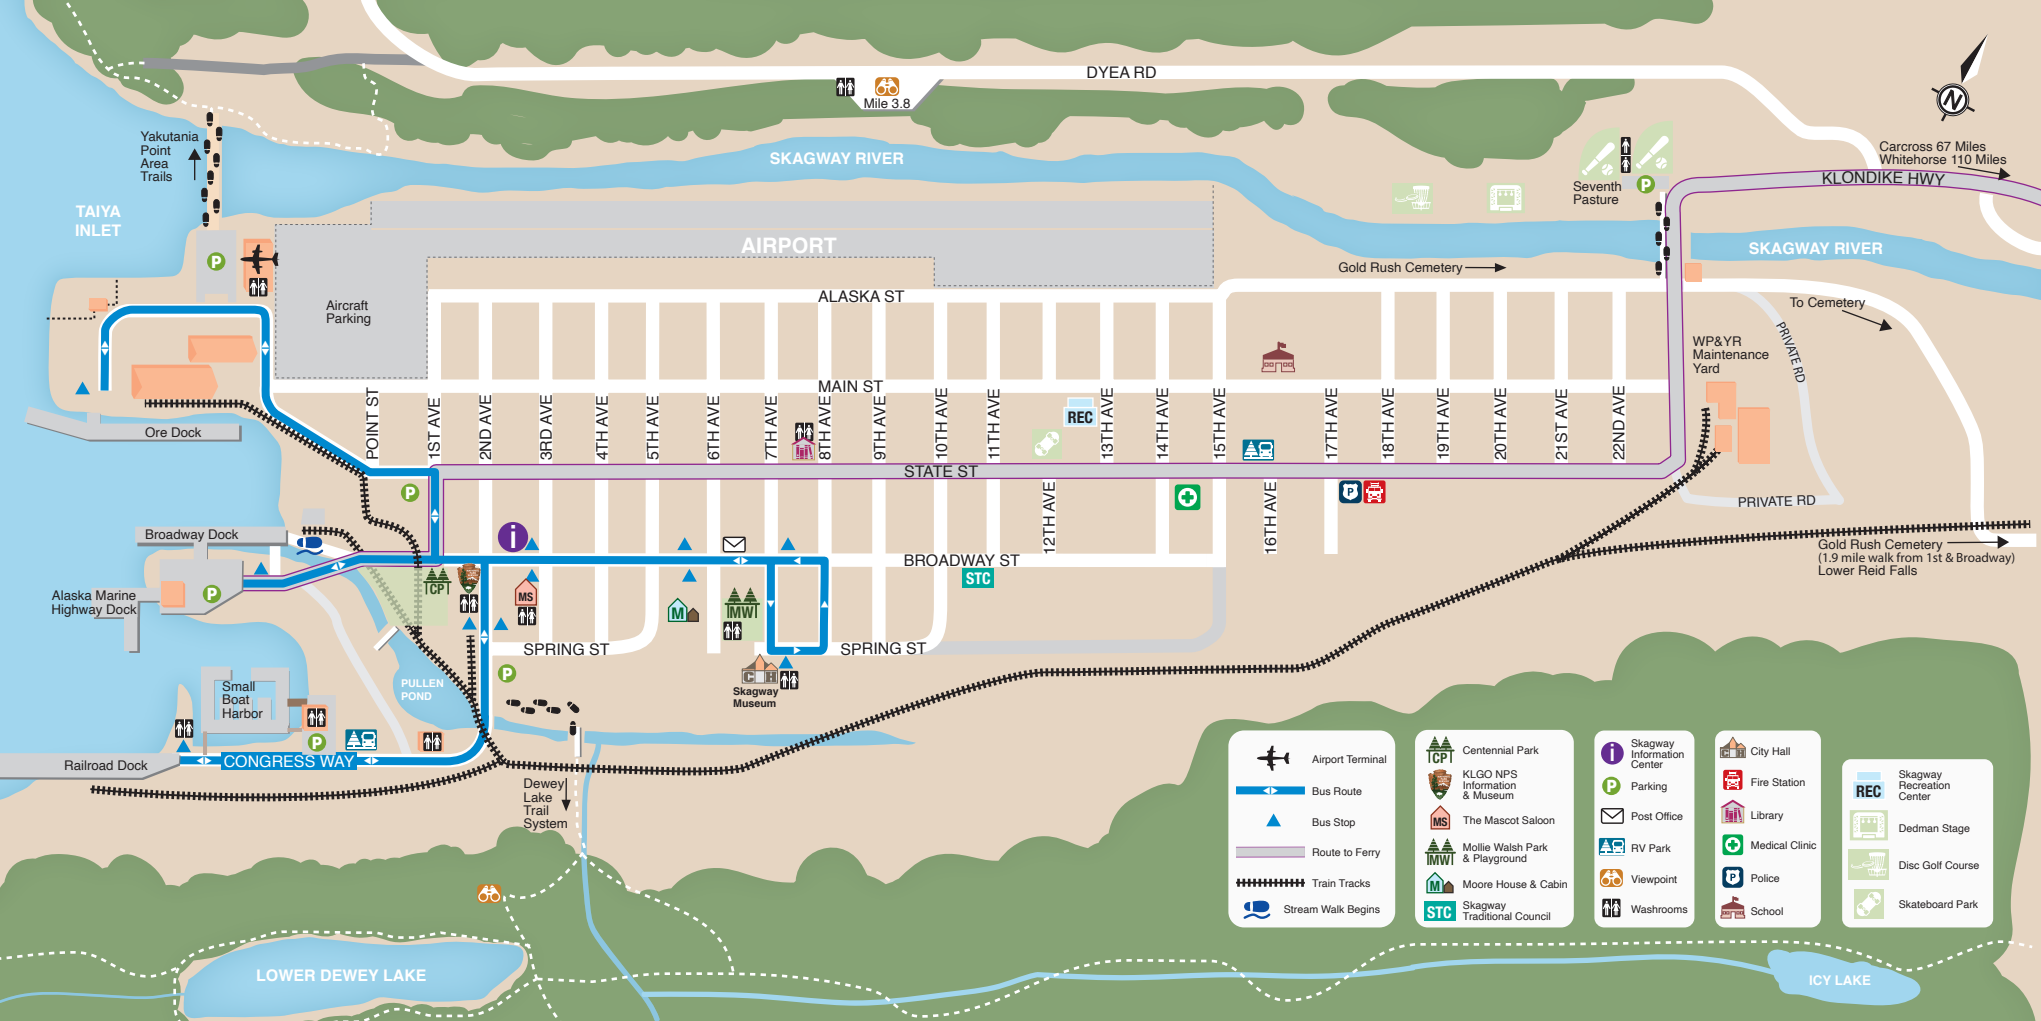 DYEA RD
Mile 3.8
N
Carcross 67 Miles
Whitehorse 110 Miles
KLONDIKE HWY
Yakutania
Point
Area
Trails
SKAGWAY RIVER
Seventh
Pasture
P
TAIYA
INLET
P
AIRPORT
SKAGWAY RIVER
Gold Rush Cemetery
Aircraft
Parking
ALASKA ST
To Cemetery
PRIVATE RD
WP&YR
Maintenance
Yard
MAIN ST
POINT ST
1ST AVE
2ND AVE
3RD AVE
4TH AVE
5TH AVE
6TH AVE
7TH AVE
8TH AVE
9TH AVE
10TH AVE
11TH AVE
REC
13TH AVE
14TH AVE
15TH AVE
17TH AVE
18TH AVE
19TH AVE
20TH AVE
21ST AVE
22ND AVE
Ore Dock
STATE ST
P
P
12TH AVE
16TH AVE
PRIVATE RD
Broadway Dock
i
BROADWAY ST
STC
Gold Rush Cemetery
(1.9 mile walk from 1st & Broadway)
Lower Reid Falls
Alaska Marine
Highway Dock
P
CPT
MS
M
MW
SPRING ST
SPRING ST
P
CH
Skagway
Museum
PULLEN
POND
Small
Boat
Harbor
P
Railroad Dock
CONGRESS WAY
Dewey
Lake
Trail
System
LOWER DEWEY LAKE
ICY LAKE
Airport Terminal
Bus Route
Bus Stop
Route to Ferry
Train Tracks
Stream Walk Begins
CPT
Centennial Park
KLGO NPS
Information
& Museum
MS
The Mascot Saloon
MW
Mollie Walsh Park
& Playground
M
Moore House & Cabin
STC
Skagway
Traditional Council
i
Skagway
Information
Center
P
Parking
Post Office
RV Park
Viewpoint
Washrooms
CH
City Hall
Fire Station
Library
Medical Clinic
P
Police
School
REC
Skagway
Recreation
Center
Dedman Stage
Disc Golf Course
Skateboard Park